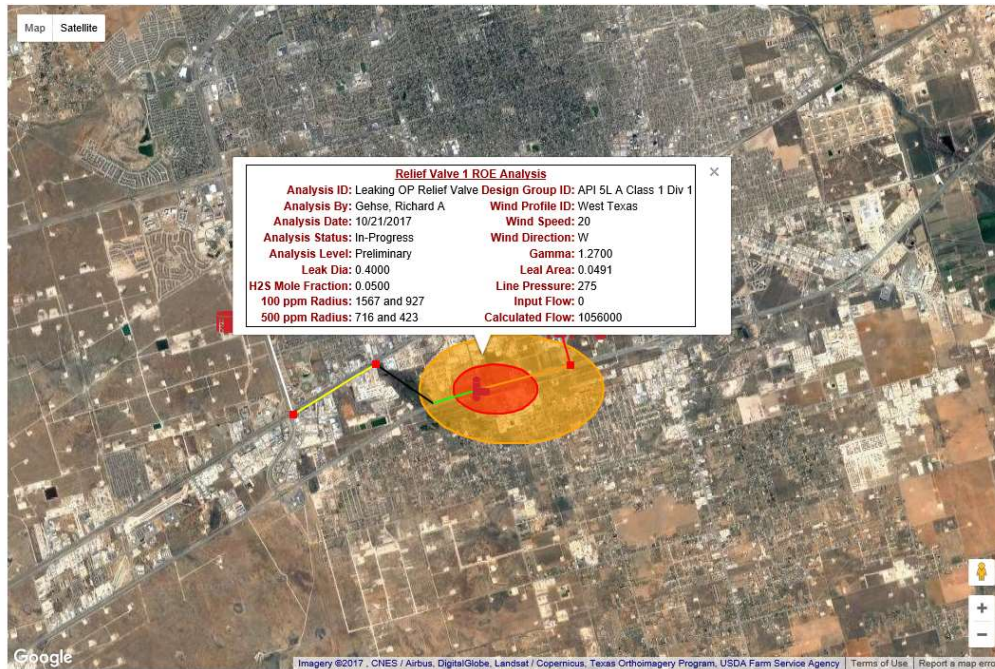 Map Satellite
Relief Valve 1 ROE Analysis
Analysis ID: Leaking OP Relief Valve Design Group ID: API 5L A Class 1 Div 1
Analysis By: Gehse, Richard A Wind Profile ID: West Texas
Analysis Date: 10/21/2017 Wind Speed: 20
Analysis Status: In-Progress Wind Direction: W
Analysis Level: Preliminary Gamma: 1.2700
Leak Dia: 0.4000 Leal Area: 0.0491
H2S Mole Fraction: 0.0500 Line Pressure: 275
100 ppm Radius: 1567 and 927 Input Flow: 0
500 ppm Radius: 716 and 423 Calculated Flow: 1056000
Google
Imagery ©2017 , CNES / Airbus, DigitalGlobe, Landsat / Copernicus, Texas Orthoimagery Program, USDA Farm Service Agency Terms of Use Report a map